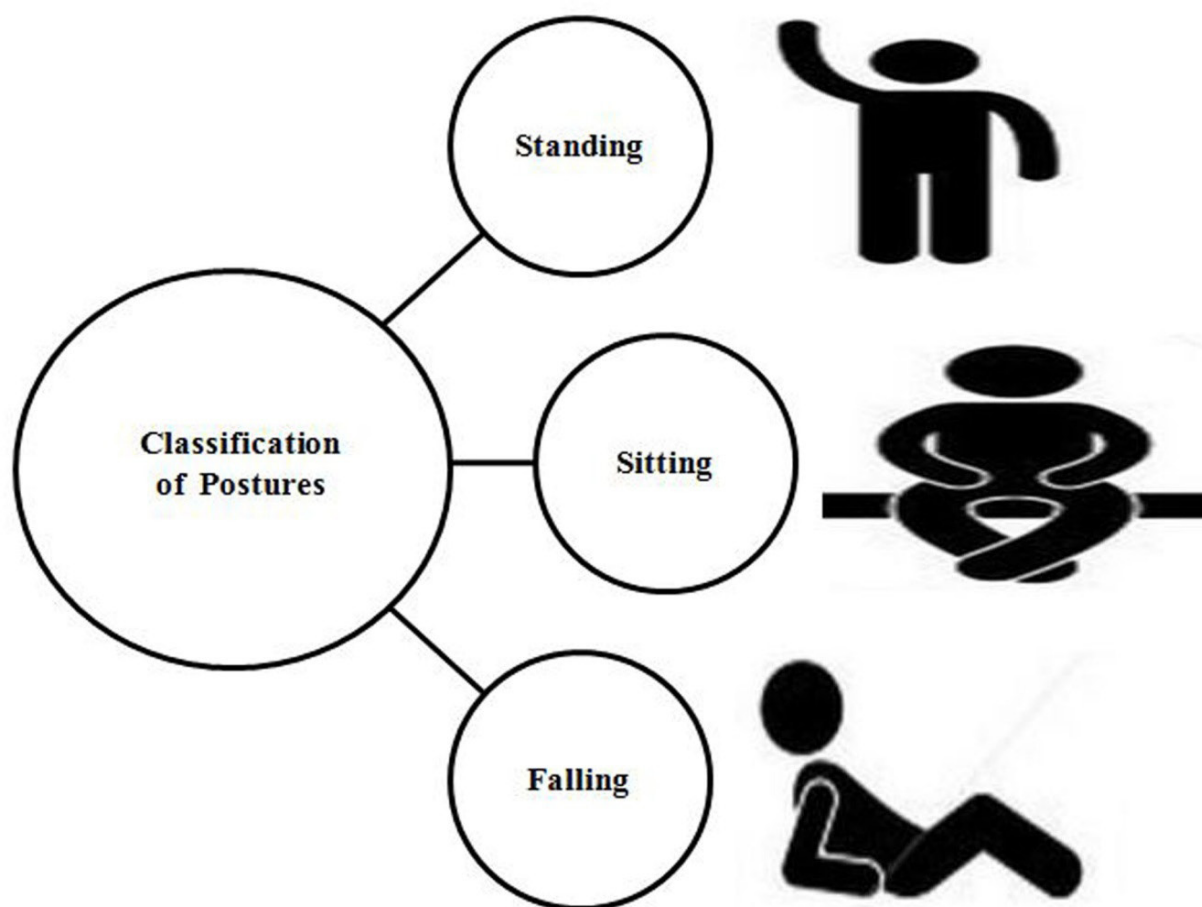 Standing
Classification
of Postures
Sitting
Falling